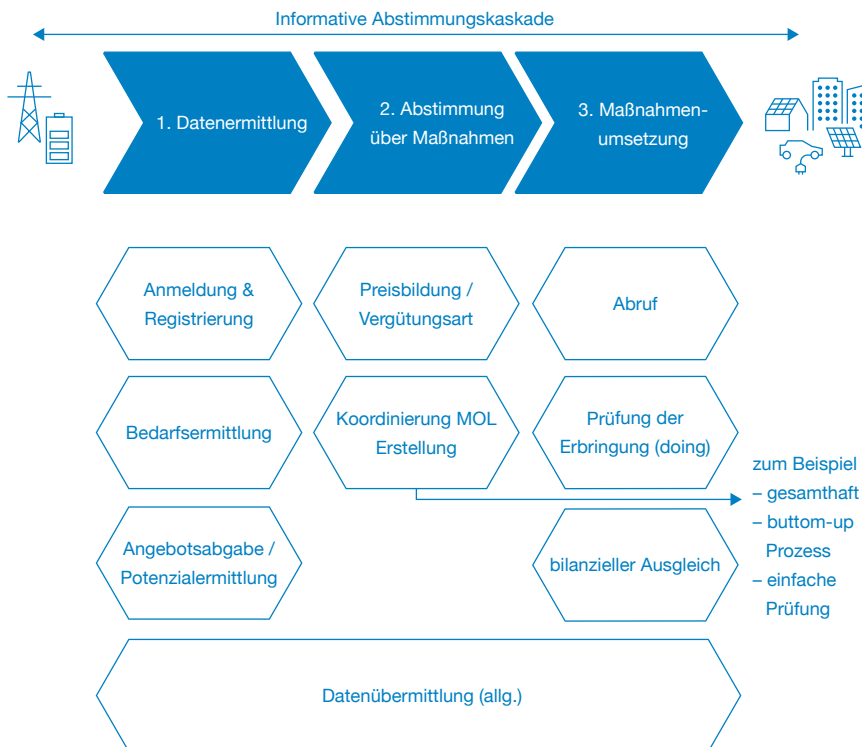 Informative Abstimmungskaskade
1. Datenermittlung
2. Abstimmung
über Maßnahmen
3. Maßnahmen-
umsetzung
Anmeldung &
Registrierung
Preisbildung /
Vergütungsart
Abruf
Bedarfsermittlung
Koordinierung MOL
Erstellung
Prüfung der
Erbringung (doing)
zum Beispiel
– gesamthaft
– buttom-up
Prozess
– einfache
Prüfung
Angebotsabgabe /
Potenzialermittlung
bilanzieller Ausgleich
Datenübermittlung (allg.)